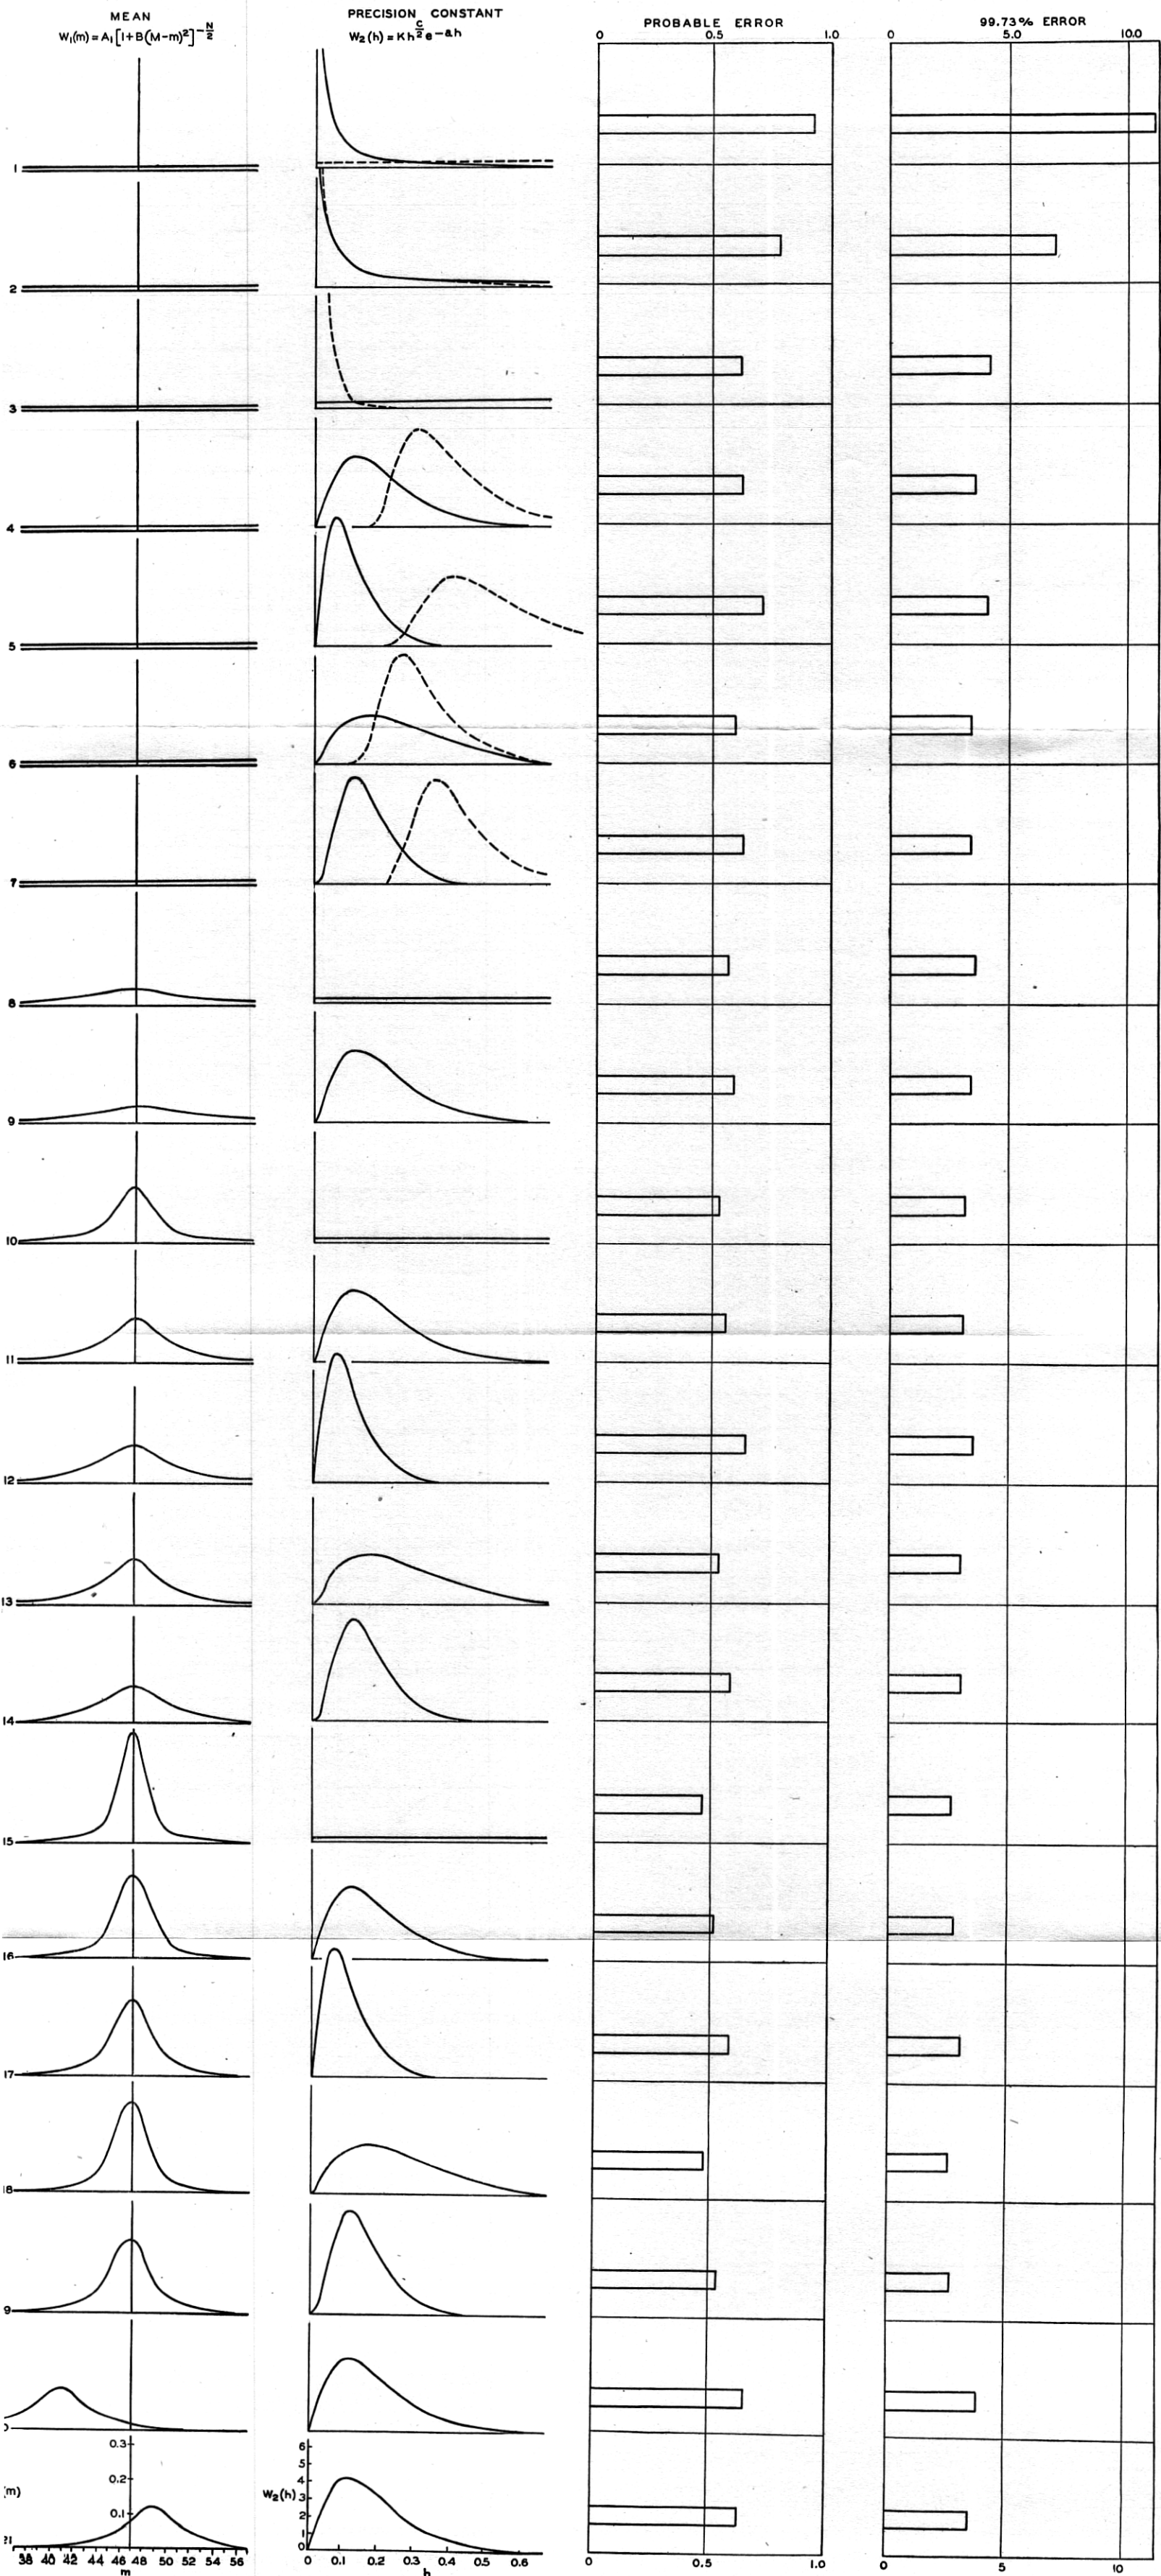 MEAN
W₁(m) = A₁[1+B(M-m)²]^-N/2
PRECISION CONSTANT
W₂(h) = K h^C/2 e^-ah
PROBABLE ERROR
0 0.5 1.0
99.73% ERROR
0 5.0 10.0
1
2
3
4
5
6
7
8
9
10
11
12
13
14
15
16
17
18
9
0.3
0.2
0.1
(m)
21
38 40 42 44 46 48 50 52 54 56
m
6
5
4
W₂(h) 3
2
1
0
0 0.1 0.2 0.3 0.4 0.5 0.6
h
0 0.5 1.0
0 5 10